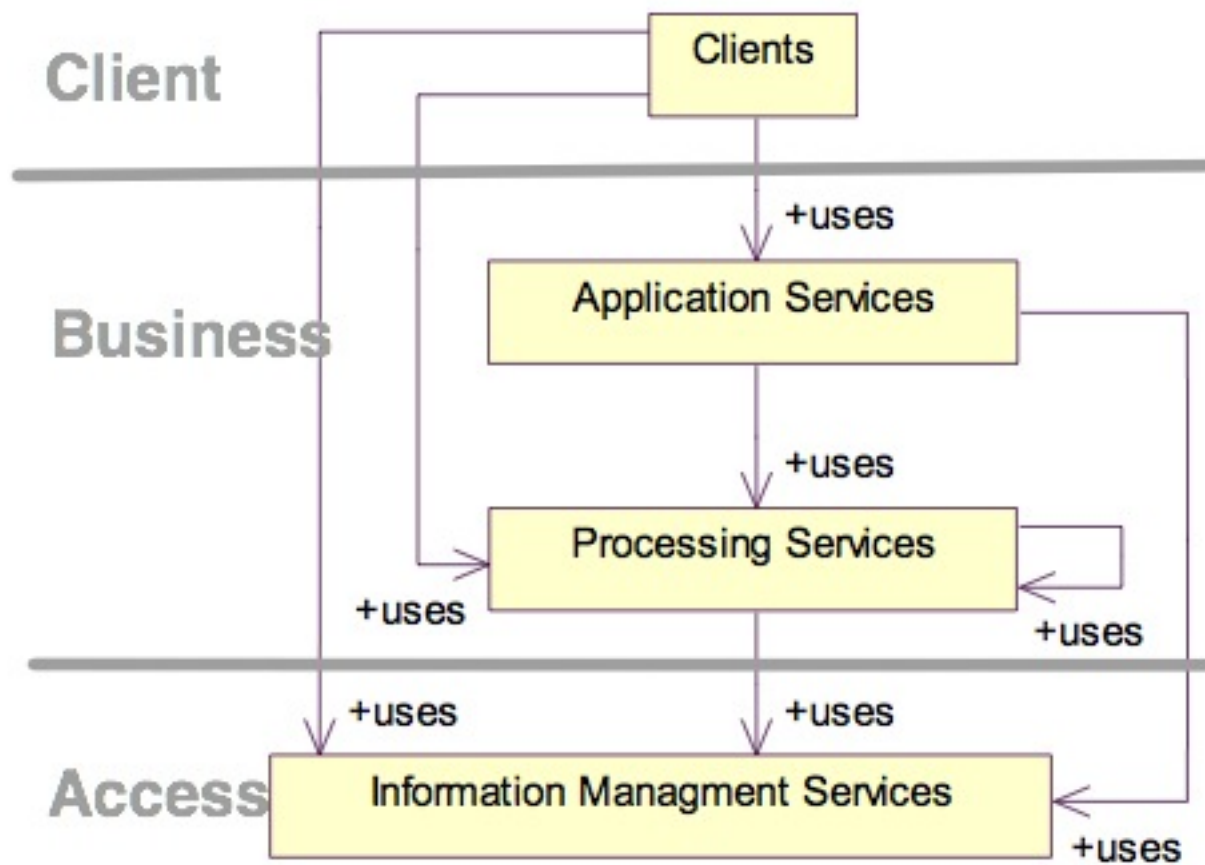 Client
Clients
+uses
Business
Application Services
+uses
Processing Services
+uses
+uses
+uses
+uses
Access
Information Managment Services
+uses